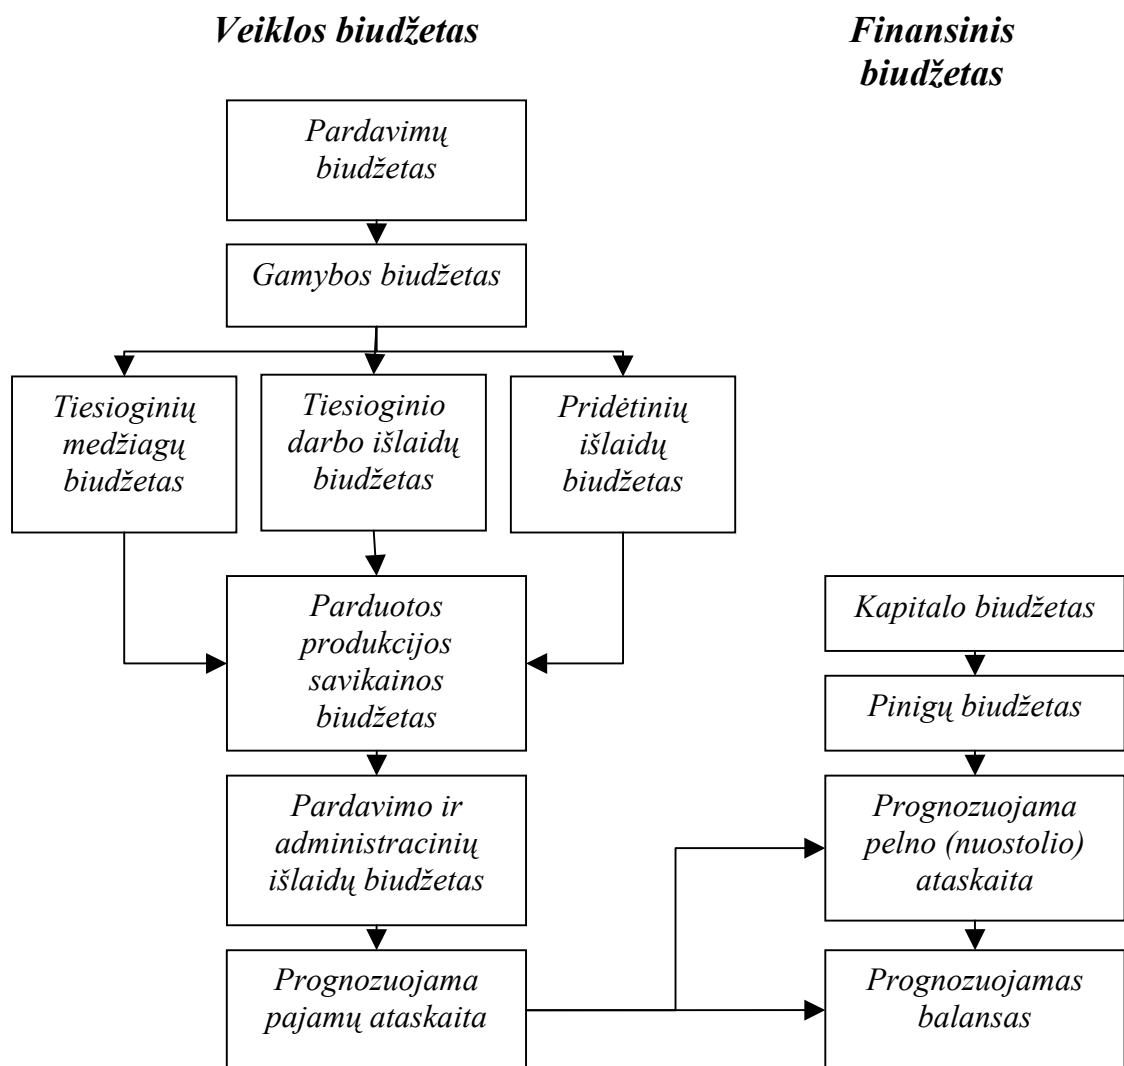 Veiklos biudžetas
Finansinis
biudžetas
Pardavimų
biudžetas
Gamybos biudžetas
Tiesioginių
medžiagų
biudžetas
Tiesioginio
darbo išlaidų
biudžetas
Pridėtinių
išlaidų
biudžetas
Parduotos
produkcijos
savikainos
biudžetas
Pardavimo ir
administracinių
išlaidų biudžetas
Prognozuojama
pajamų ataskaita
Kapitalo biudžetas
Pinigų biudžetas
Prognozuojama
pelno (nuostolio)
ataskaita
Prognozuojamas
balansas